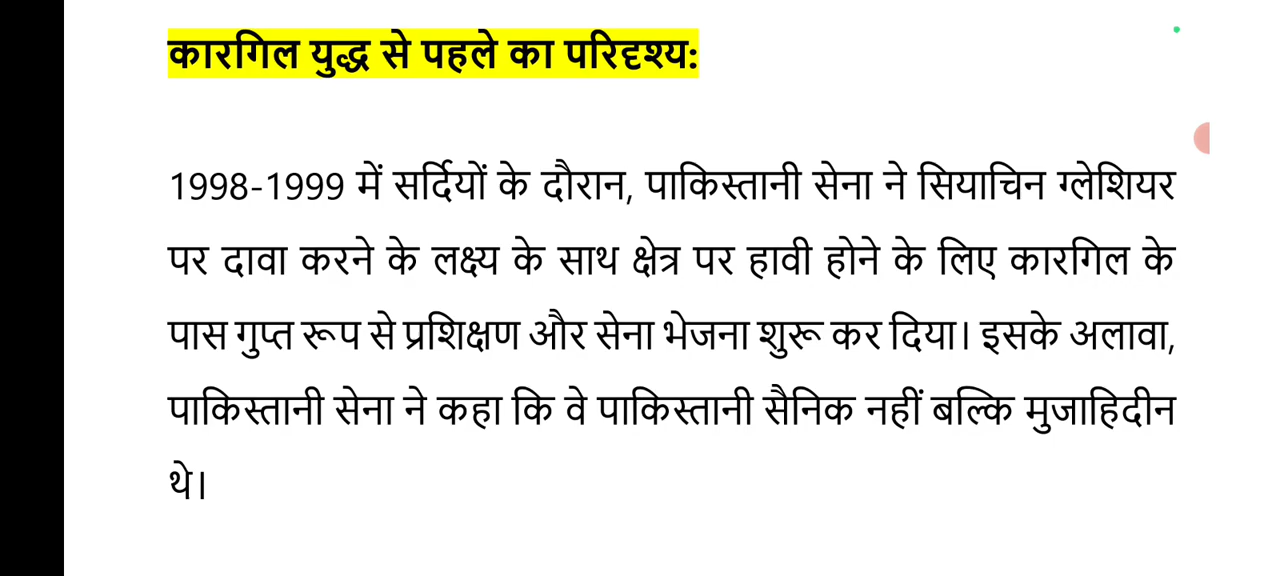 कारगिल युद्ध से पहले का परिदृश्य:
1998-1999 में सर्दियों के दौरान, पाकिस्तानी सेना ने सियाचिन ग्लेशियर
पर दावा करने के लक्ष्य के साथ क्षेत्र पर हावी होने के लिए कारगिल के
पास गुप्त रूप से प्रशिक्षण और सेना भेजना शुरू कर दिया। इसके अलावा,
पाकिस्तानी सेना ने कहा कि वे पाकिस्तानी सैनिक नहीं बल्कि मुजाहिदीन
थे।